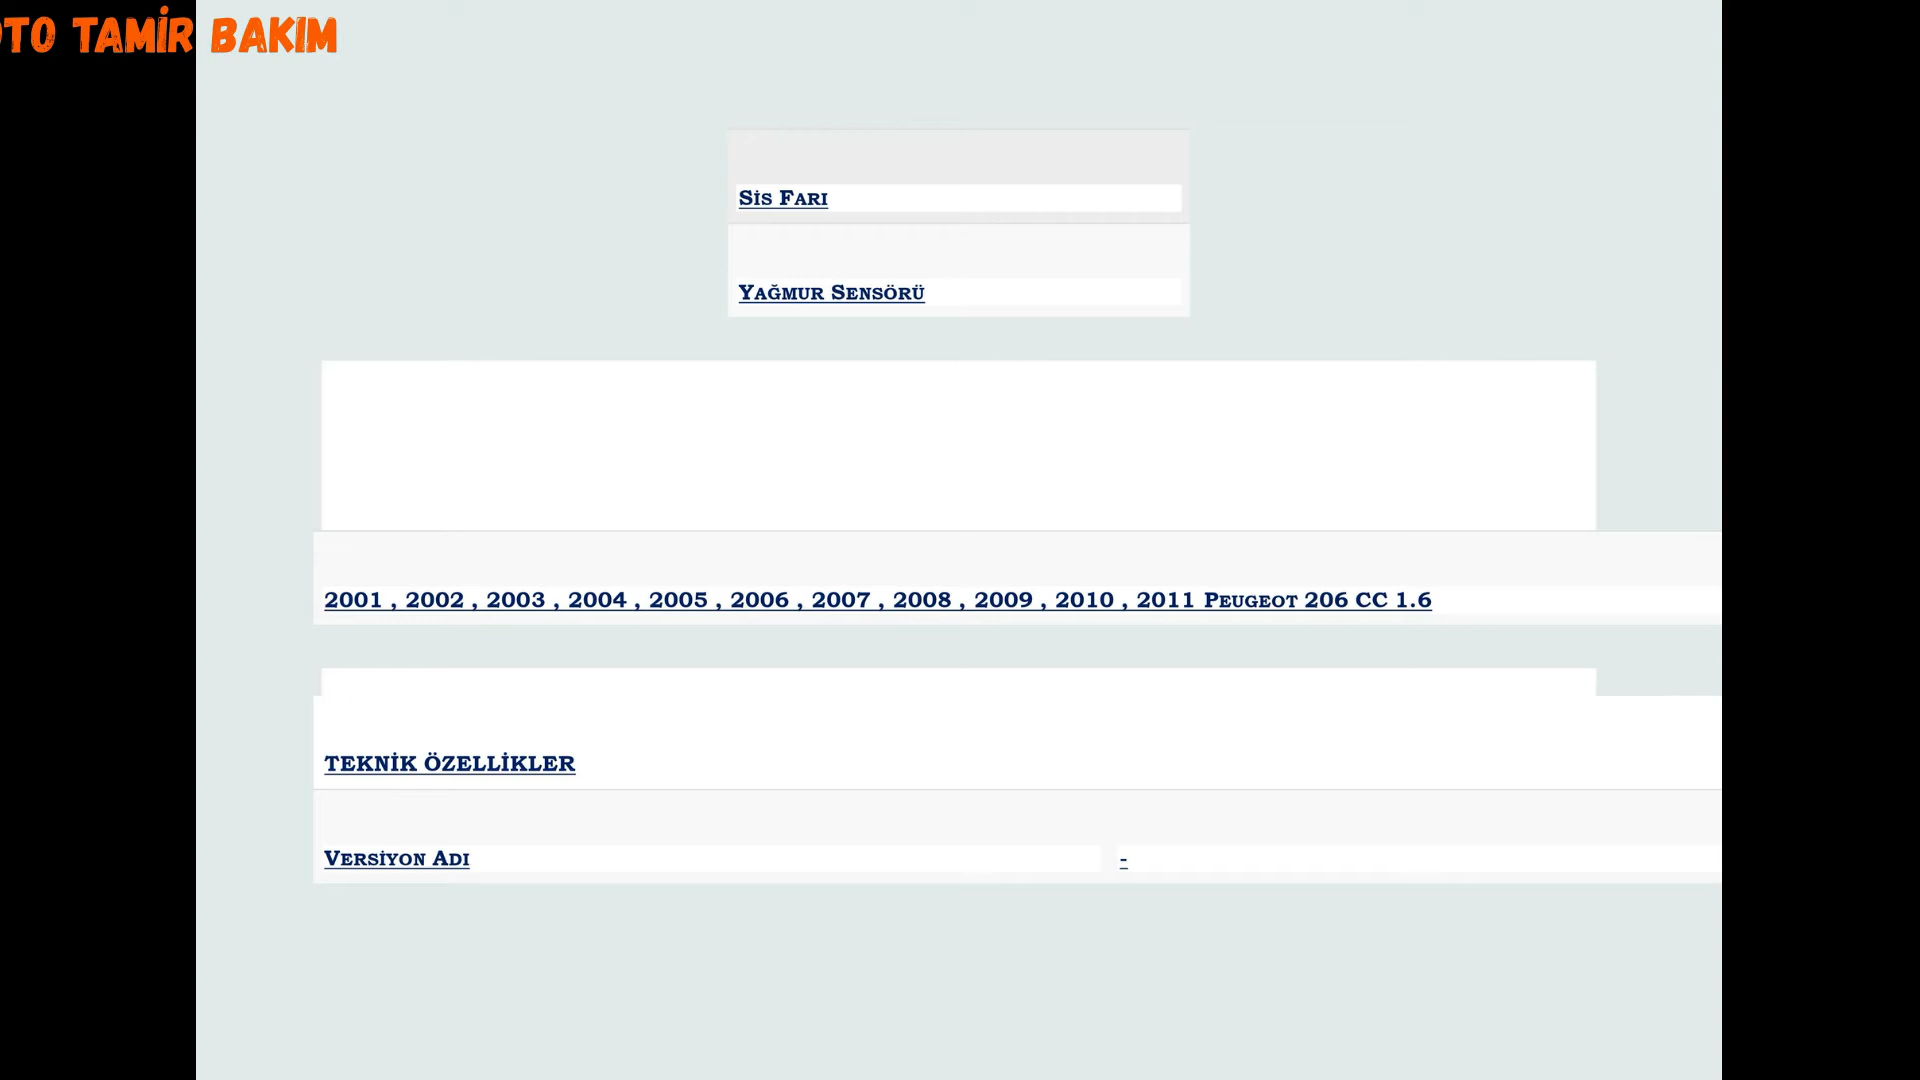 OTO TAMİR BAKIM
Sis Farı
Yağmur Sensörü
2001 , 2002 , 2003 , 2004 , 2005 , 2006 , 2007 , 2008 , 2009 , 2010 , 2011 Peugeot 206 CC 1.6
TEKNİK ÖZELLİKLER
Versiyon Adı -